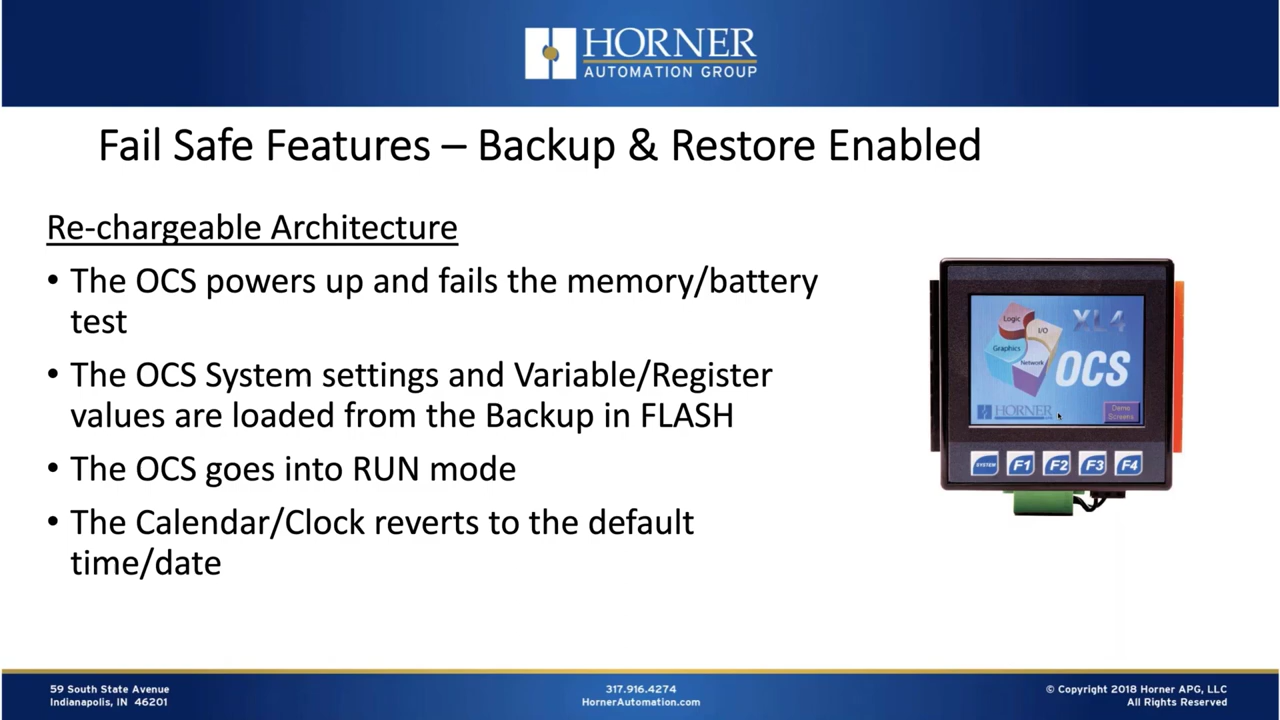 HORNER
AUTOMATION GROUP
Fail Safe Features – Backup & Restore Enabled
Re-chargeable Architecture
• The OCS powers up and fails the memory/battery
test
• The OCS System settings and Variable/Register
values are loaded from the Backup in FLASH
• The OCS goes into RUN mode
• The Calendar/Clock reverts to the default
time/date
Logic
I/O
Graphics
Network
XL4
OCS
HORNER
Demo
Screens
SYSTEM
F1
F2
F3
F4
59 South State Avenue
Indianapolis, IN 46201
317.916.4274
HornerAutomation.com
© Copyright 2018 Horner APG, LLC
All Rights Reserved